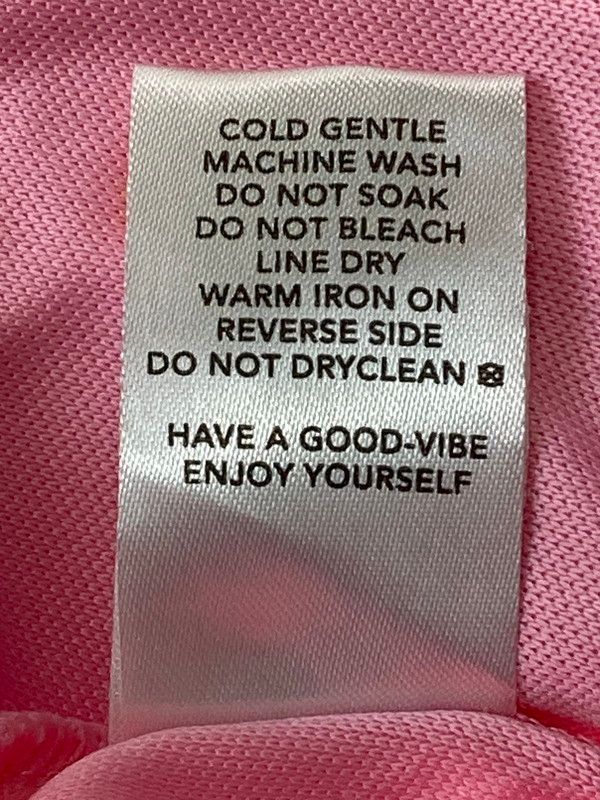 COLD GENTLE
MACHINE WASH
DO NOT SOAK
DO NOT BLEACH
LINE DRY
WARM IRON ON
REVERSE SIDE
DO NOT DRYCLEAN
HAVE A GOOD-VIBE
ENJOY YOURSELF